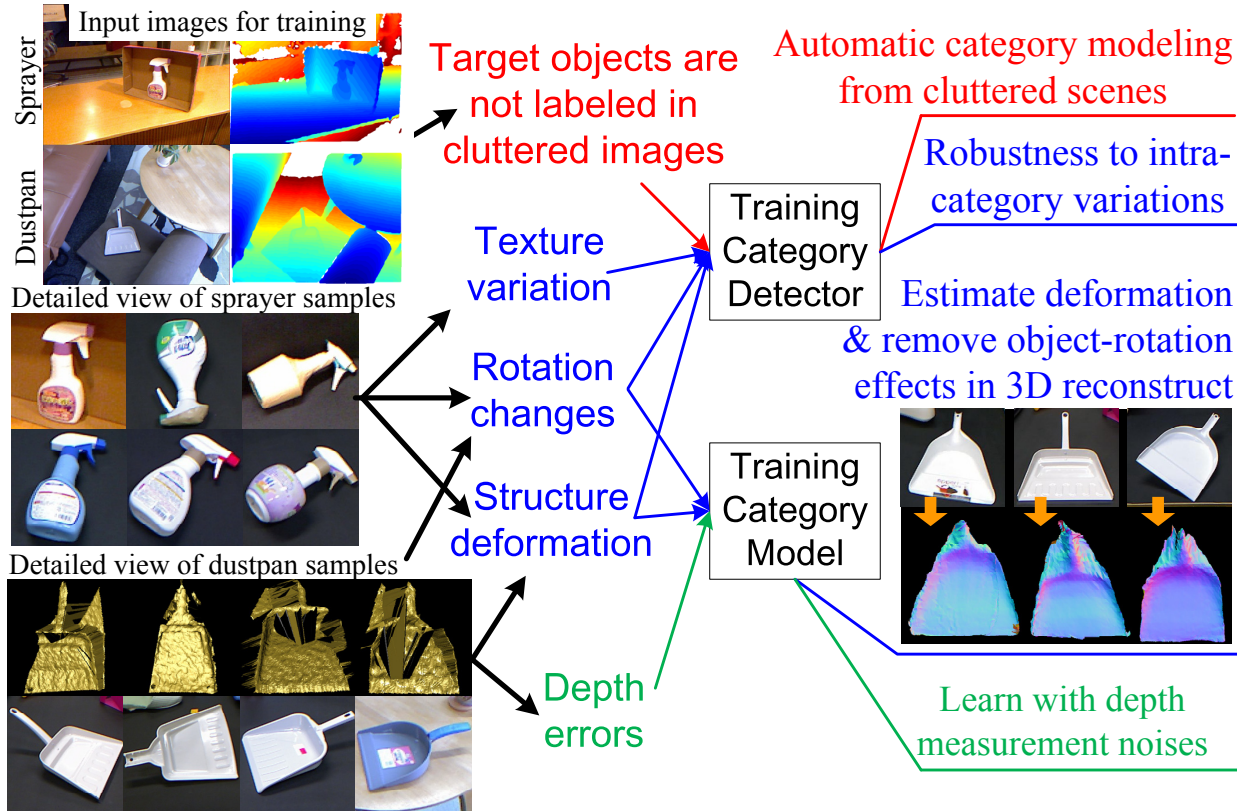 Input images for training
Sprayer
Dustpan
Target objects are
not labeled in
cluttered images
Automatic category modeling
from cluttered scenes
Robustness to intra-
category variations
Training
Category
Detector
Texture
variation
Detailed view of sprayer samples
Rotation
changes
Estimate deformation
& remove object-rotation
effects in 3D reconstruct
Structure
deformation
Training
Category
Model
Detailed view of dustpan samples
Depth
errors
Learn with depth
measurement noises